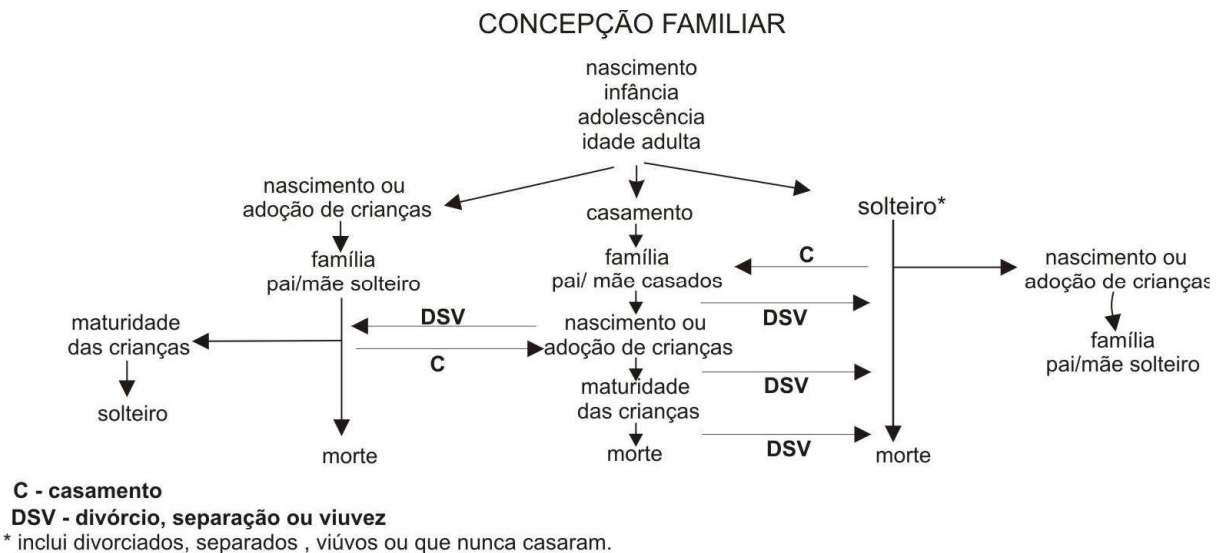 CONCEPÇÃO FAMILIAR
nascimento
infância
adolescência
idade adulta
nascimento ou
adoção de crianças
família
pai/mãe solteiro
maturidade
das crianças
solteiro
morte
DSV
C
casamento
família
pai/ mãe casados
nascimento ou
adoção de crianças
maturidade
das crianças
morte
C
DSV
DSV
DSV
solteiro*
morte
nascimento ou
adoção de crianças
família
pai/mãe solteiro
C - casamento
DSV - divórcio, separação ou viuvez
* inclui divorciados, separados , viúvos ou que nunca casaram.